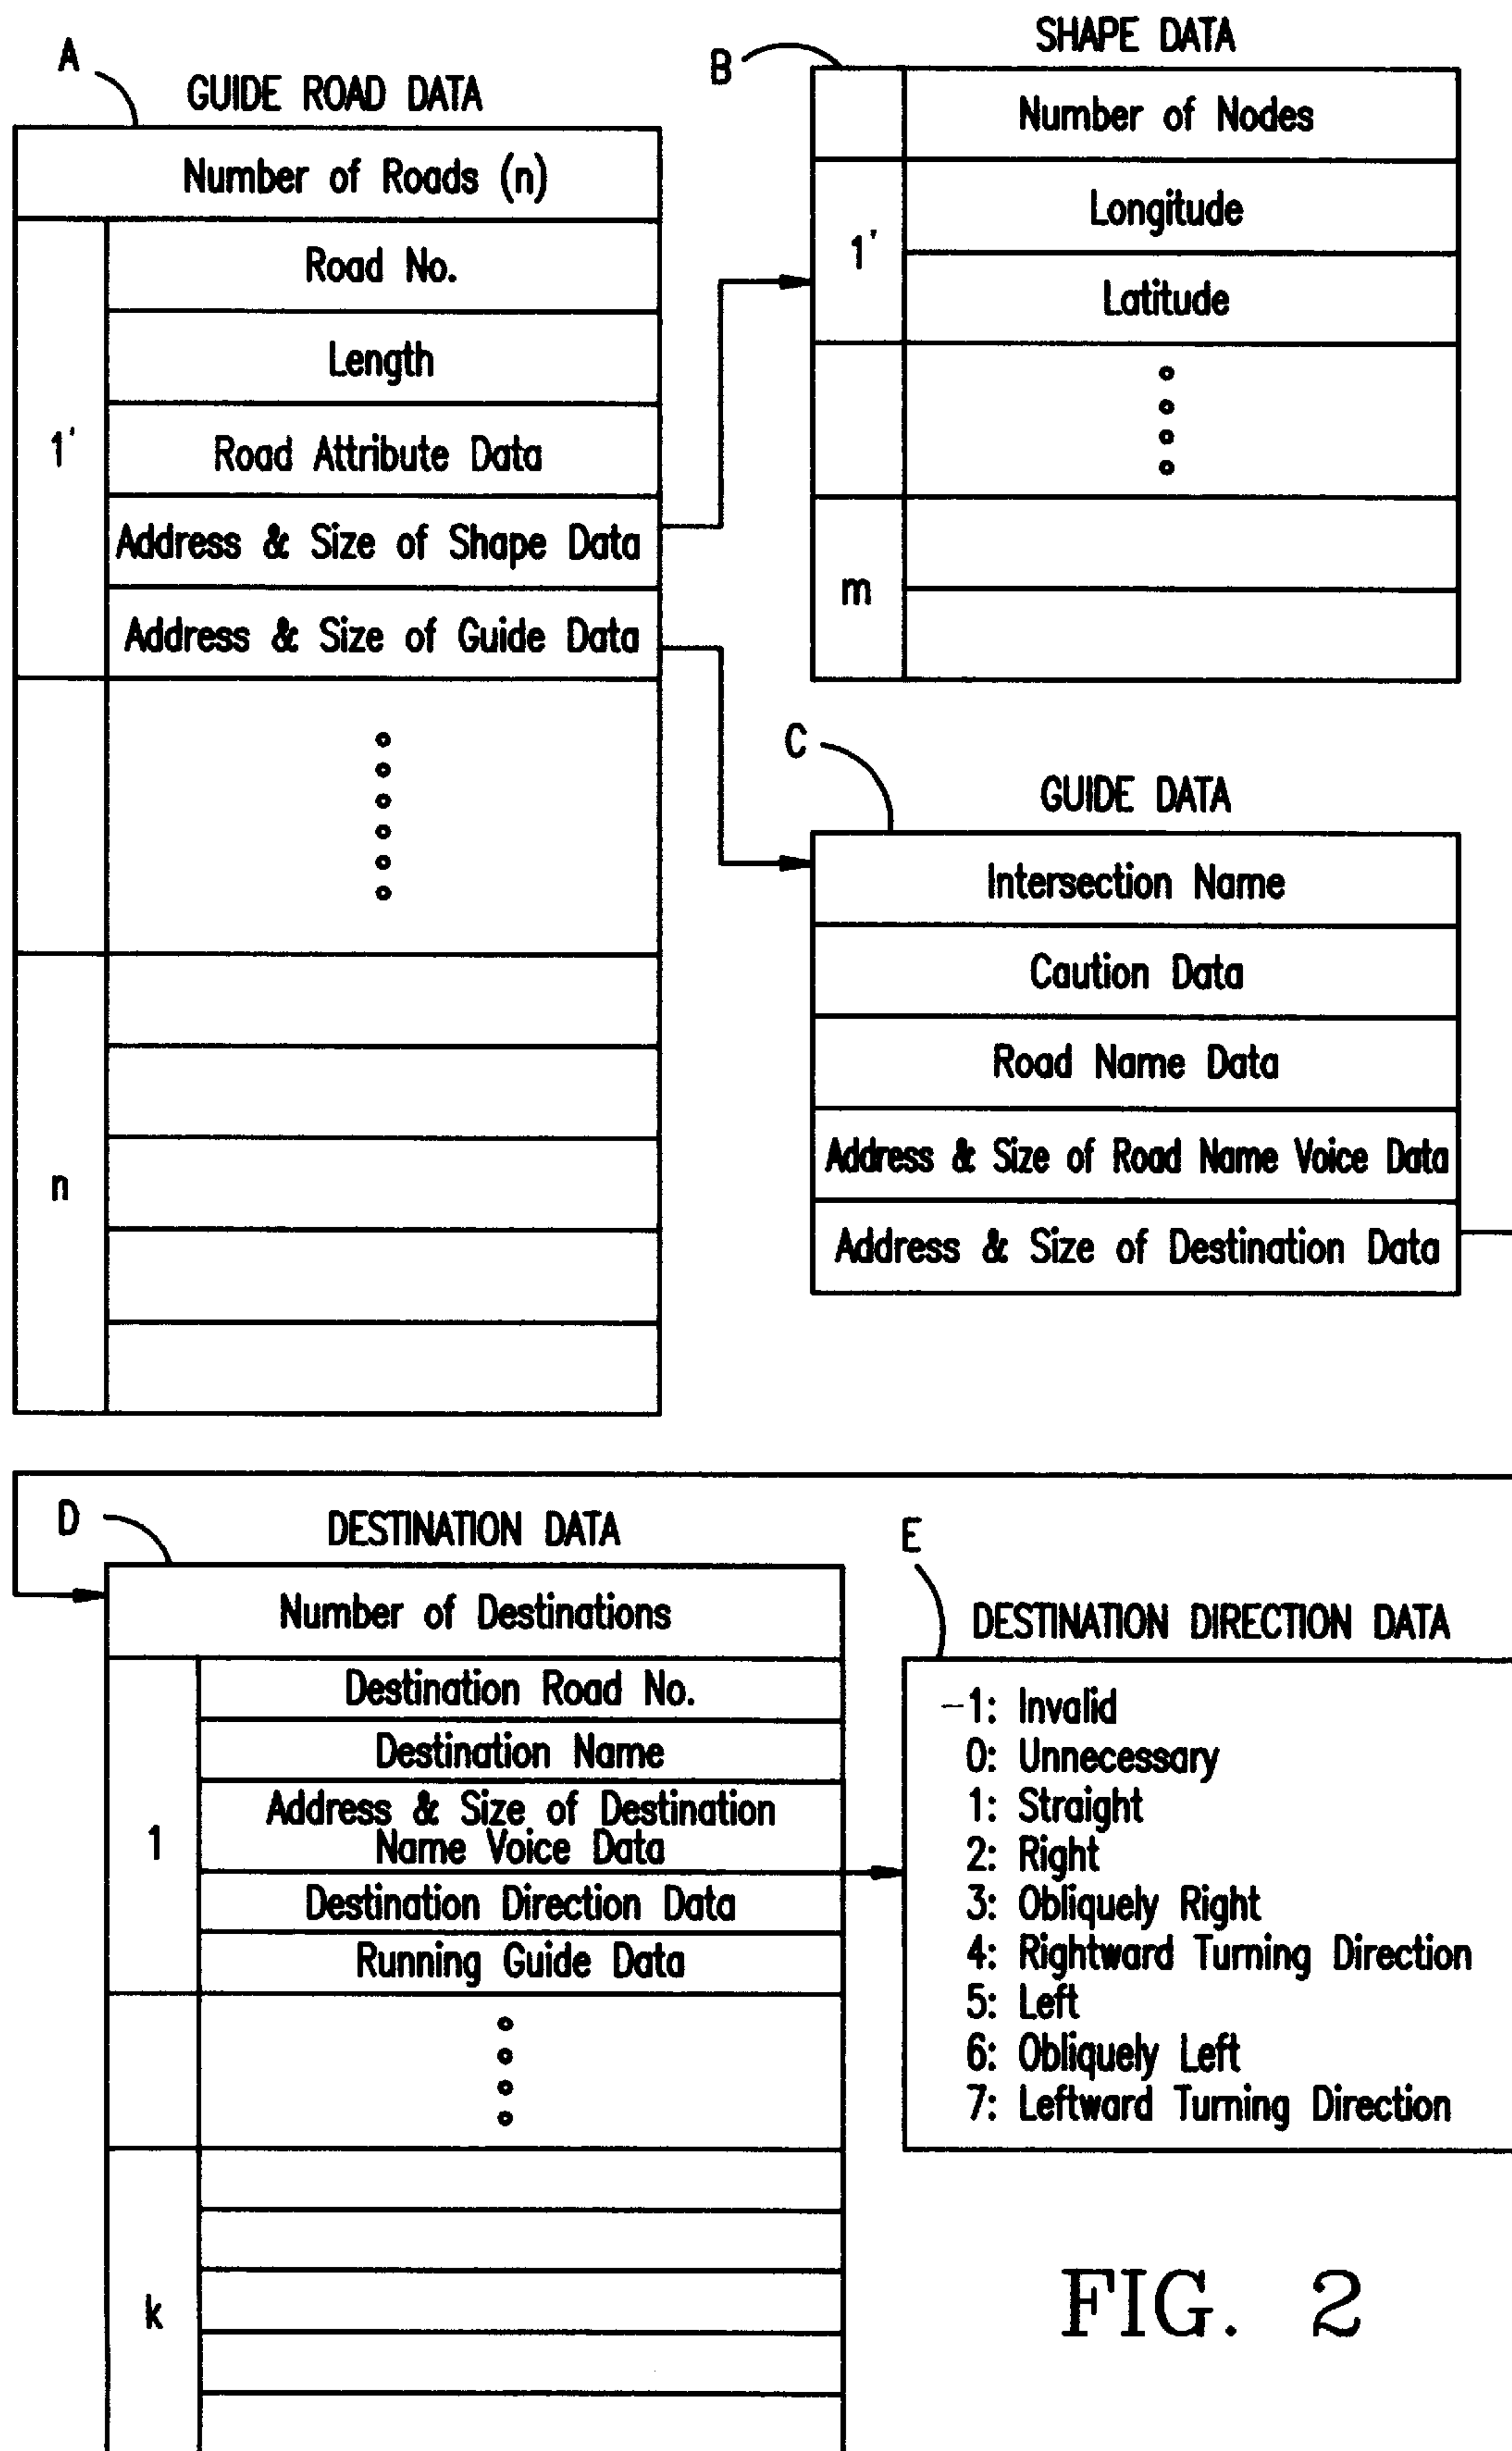 A
GUIDE ROAD DATA
Number of Roads (n)
1'
Road No.
Length
Road Attribute Data
Address & Size of Shape Data
Address & Size of Guide Data
n
B
SHAPE DATA
Number of Nodes
1'
Longitude
Latitude
m
C
GUIDE DATA
Intersection Name
Caution Data
Road Name Data
Address & Size of Road Name Voice Data
Address & Size of Destination Data
D
DESTINATION DATA
Number of Destinations
1
Destination Road No.
Destination Name
Address & Size of Destination
Name Voice Data
Destination Direction Data
Running Guide Data
k
E
DESTINATION DIRECTION DATA
-1: Invalid
0: Unnecessary
1: Straight
2: Right
3: Obliquely Right
4: Rightward Turning Direction
5: Left
6: Obliquely Left
7: Leftward Turning Direction
FIG. 2